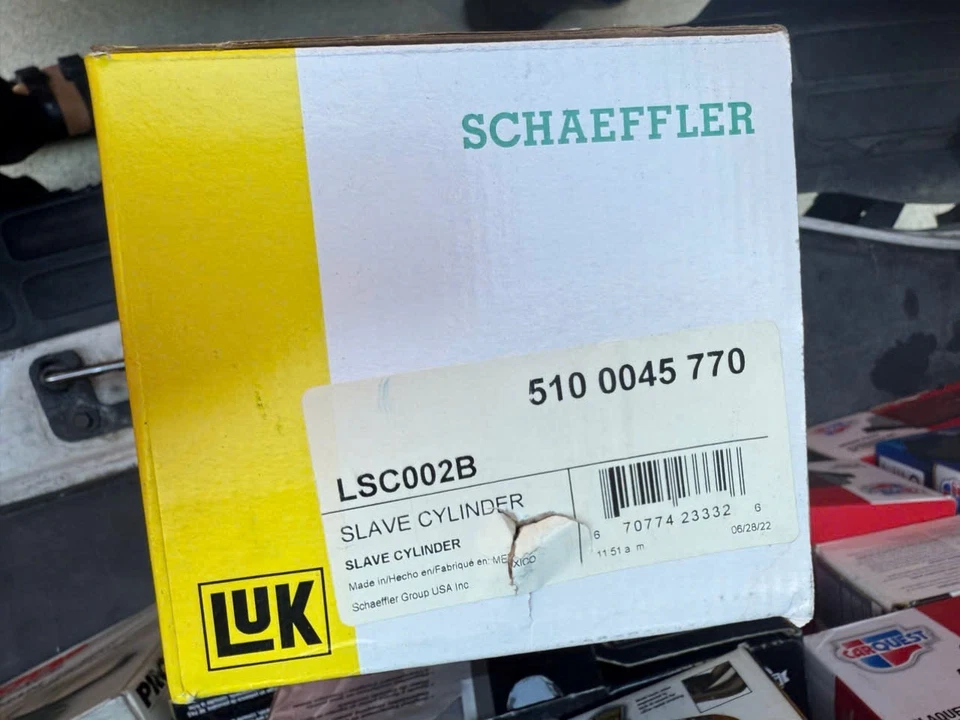 SCHAEFFLER
510 0045 770
LSC002B
SLAVE CYLINDER
SLAVE CYLINDER
Made in/Hecho en/Fabriqué en: MEXICO
Schaeffler Group USA Inc
6 70774 23332 6
11 51 a m
06/28/22
LUK
CARQUEST